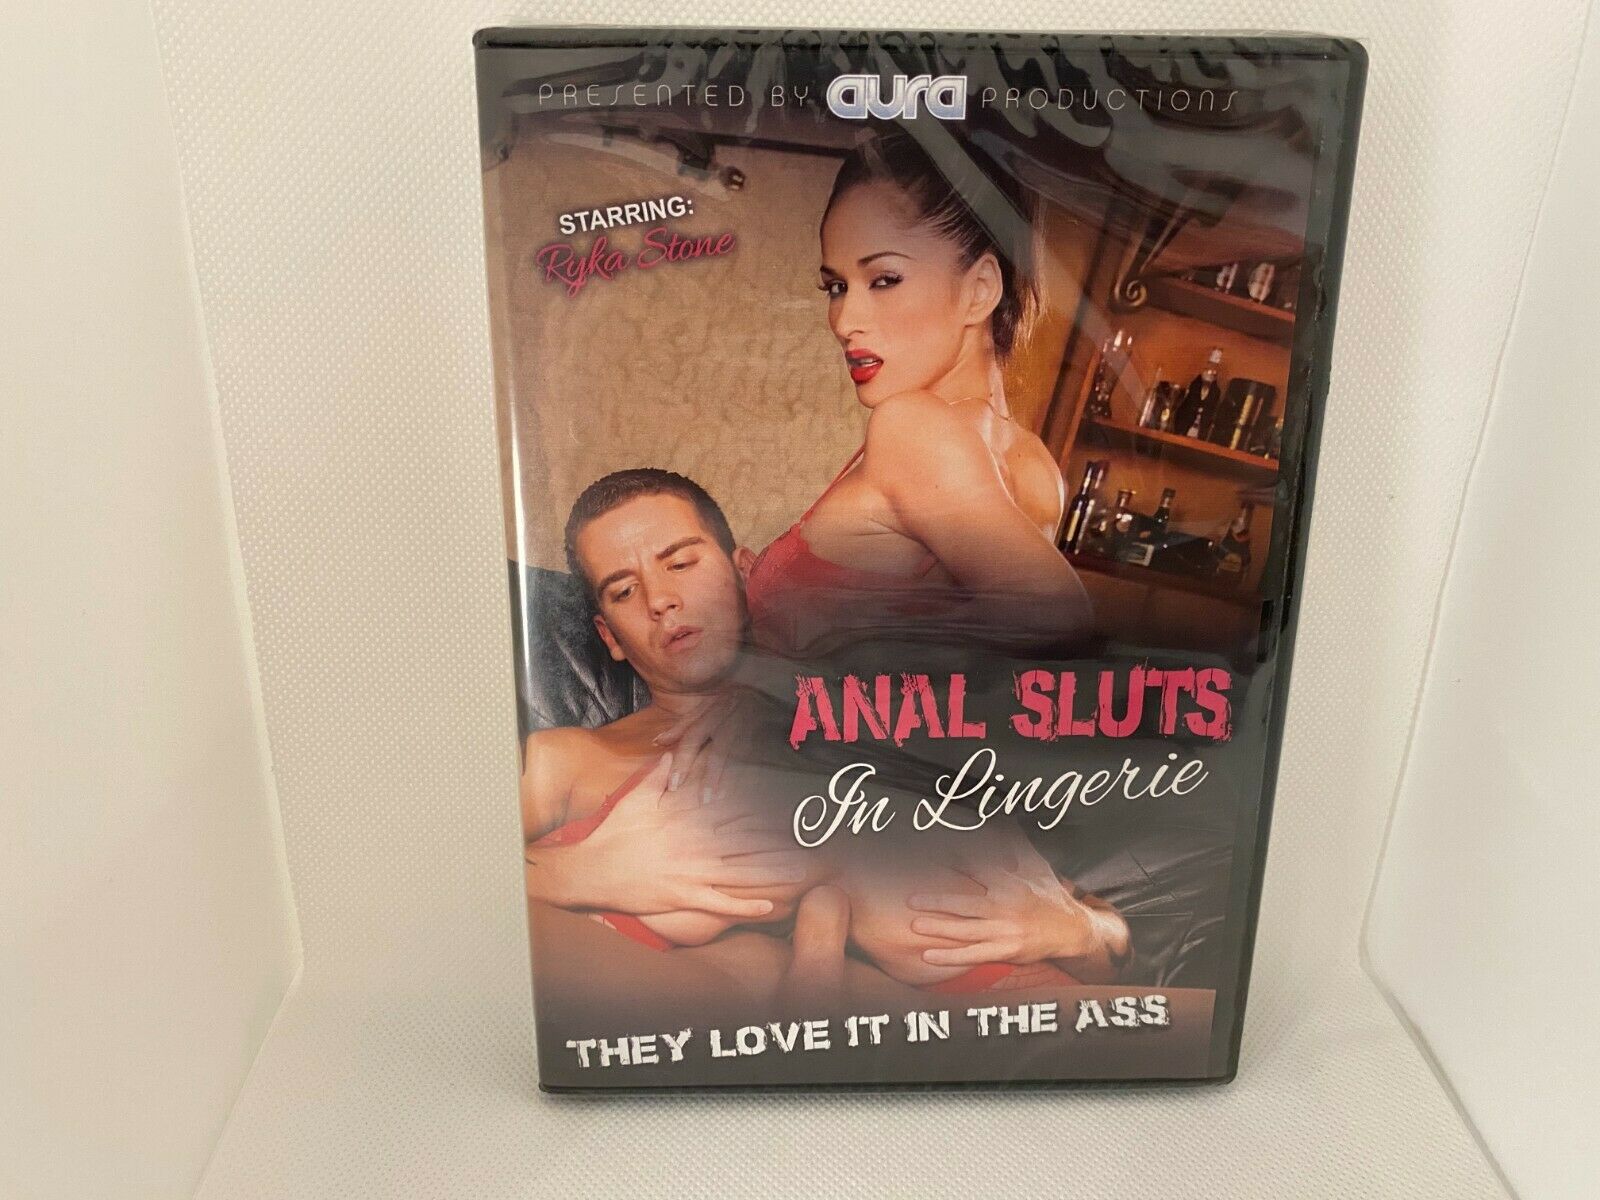 PRESENTED BY aura PRODUCTIONS
STARRING:
Ryka Stone
ANAL SLUTS
In Lingerie
THEY LOVE IT IN THE ASS